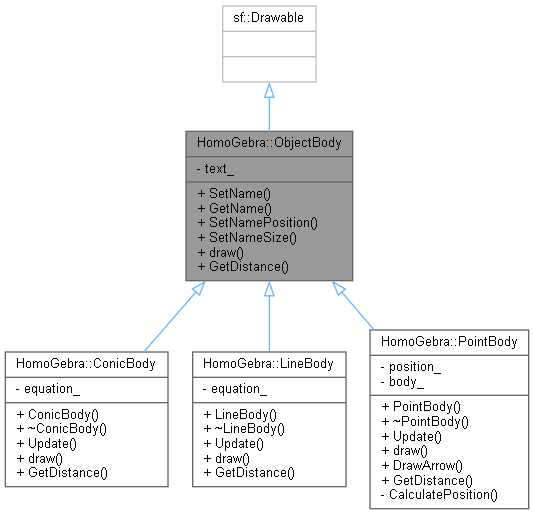 sf::Drawable
HomoGebra::ObjectBody
- text_
+ SetName()
+ GetName()
+ SetNamePosition()
+ SetNameSize()
+ draw()
+ GetDistance()
HomoGebra::ConicBody
- equation_
+ ConicBody()
+ ~ConicBody()
+ Update()
+ draw()
+ GetDistance()
HomoGebra::LineBody
- equation_
+ LineBody()
+ ~LineBody()
+ Update()
+ draw()
+ GetDistance()
HomoGebra::PointBody
- position_
- body_
+ PointBody()
+ ~PointBody()
+ Update()
+ draw()
+ DrawArrow()
+ GetDistance()
- CalculatePosition()